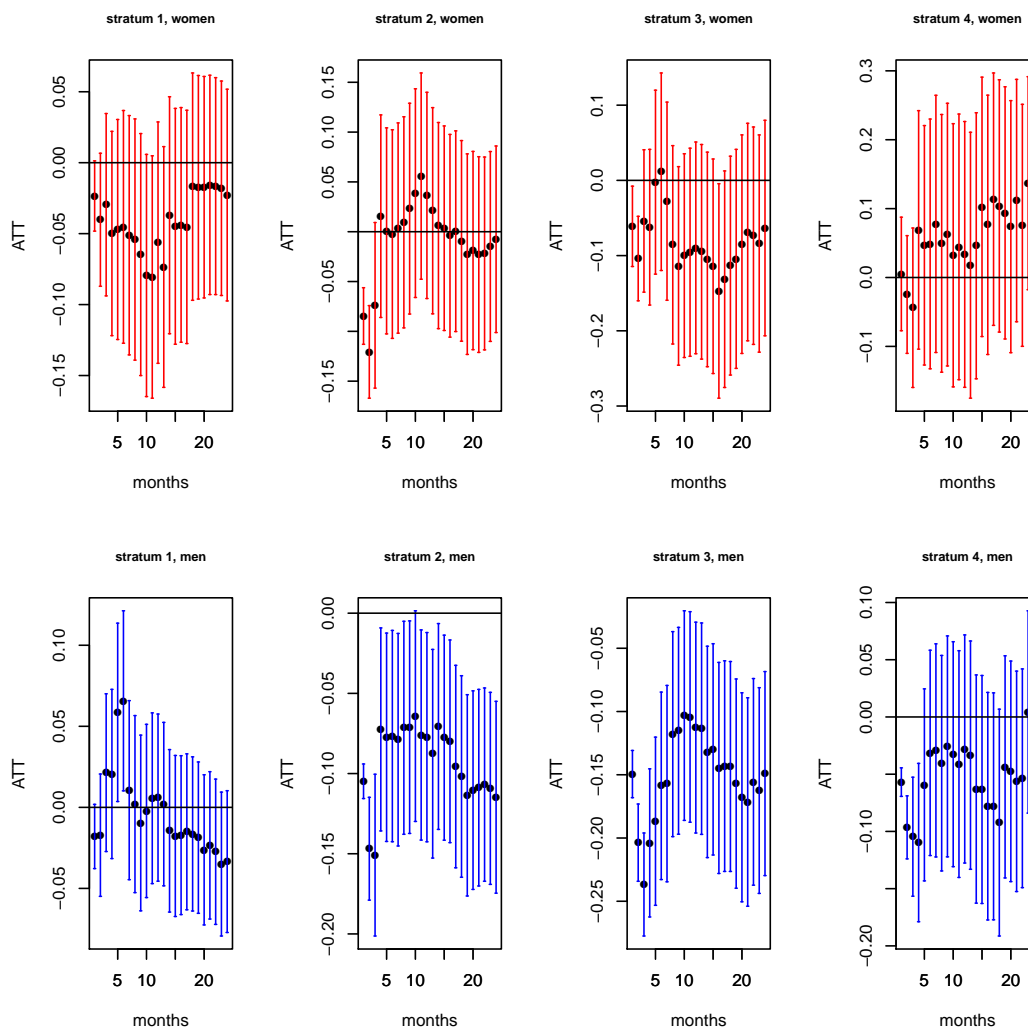 stratum 1, women
stratum 2, women
stratum 3, women
stratum 4, women
ATT
0.05
0.00
−0.05
−0.10
−0.15
5 10 20
months
ATT
0.15
0.10
0.05
−0.05
−0.15
5 10 20
months
ATT
0.1
0.0
−0.1
−0.2
−0.3
5 10 20
months
ATT
0.3
0.2
0.1
0.0
−0.1
5 10 20
months
stratum 1, men
stratum 2, men
stratum 3, men
stratum 4, men
ATT
0.10
0.05
0.00
−0.05
5 10 20
months
ATT
0.00
−0.05
−0.10
−0.15
−0.20
5 10 20
months
ATT
−0.05
−0.10
−0.15
−0.20
−0.25
5 10 20
months
ATT
0.10
0.05
0.00
−0.10
−0.20
5 10 20
months